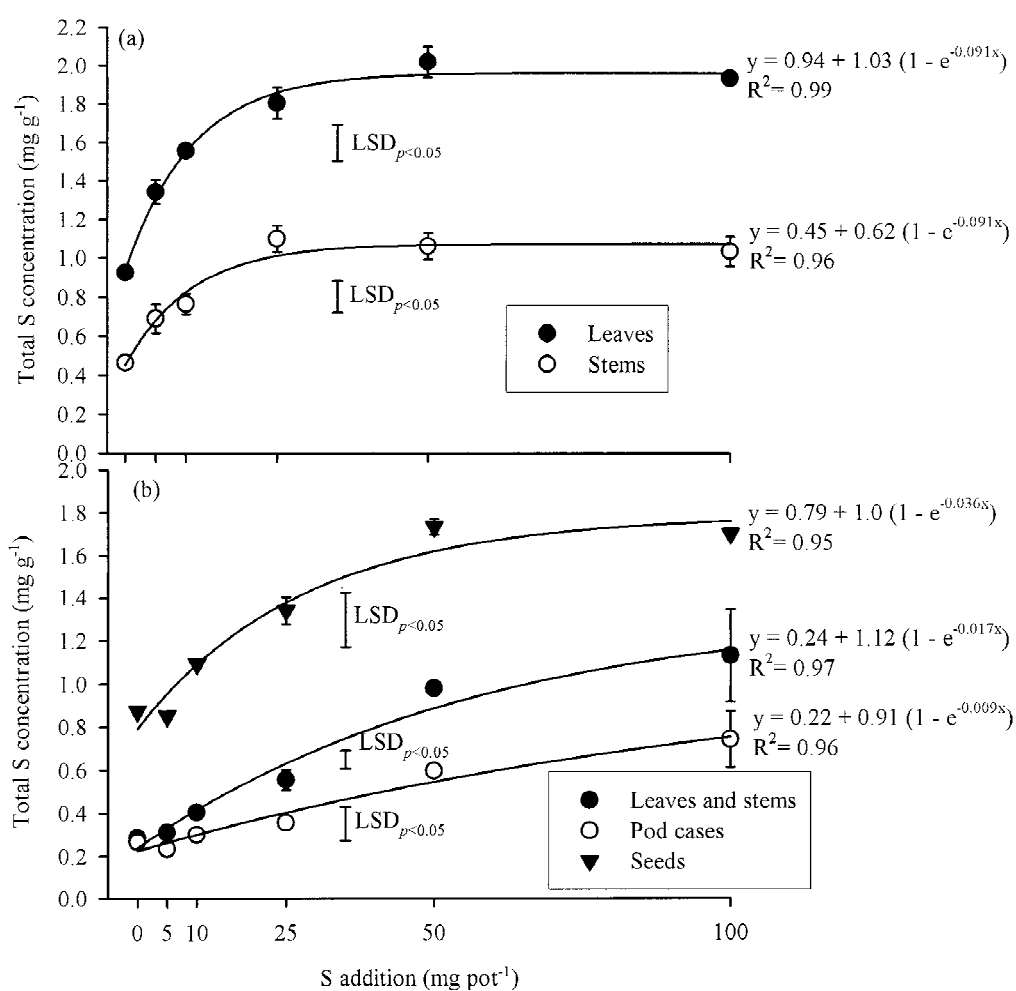 (a)
2.2
2.0
1.8
1.6
1.4
1.2
1.0
0.8
0.6
0.4
0.2
0.0
Total S concentration (mg g⁻¹)
y = 0.94 + 1.03 (1 - e^-0.091x)
R² = 0.99
LSD p<0.05
y = 0.45 + 0.62 (1 - e^-0.091x)
R² = 0.96
LSD p<0.05
Leaves
Stems
(b)
2.0
1.8
1.6
1.4
1.2
1.0
0.8
0.6
0.4
0.2
0.0
Total S concentration (mg g⁻¹)
y = 0.79 + 1.0 (1 - e^-0.036x)
R² = 0.95
LSD p<0.05
y = 0.24 + 1.12 (1 - e^-0.017x)
R² = 0.97
LSD p<0.05
y = 0.22 + 0.91 (1 - e^-0.009x)
R² = 0.96
LSD p<0.05
Leaves and stems
Pod cases
Seeds
0 5 10 25 50 100
S addition (mg pot⁻¹)